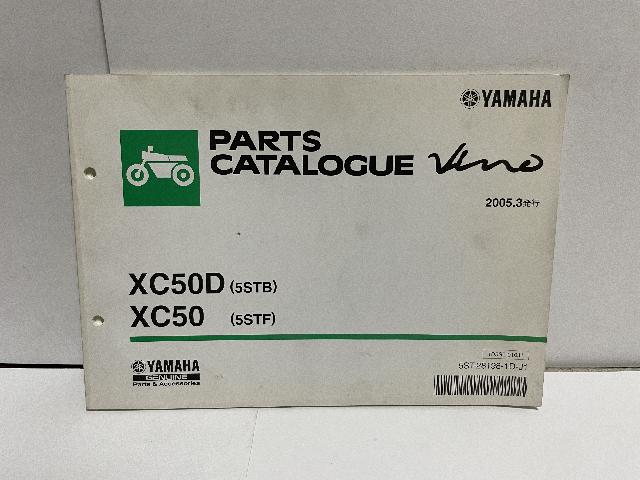 YAMAHA
PARTS
CATALOGUE Vino
2005.3発行
XC50D (5STB)
XC50 (5STF)
YAMAHA
GENUINE
Parts & Accessories